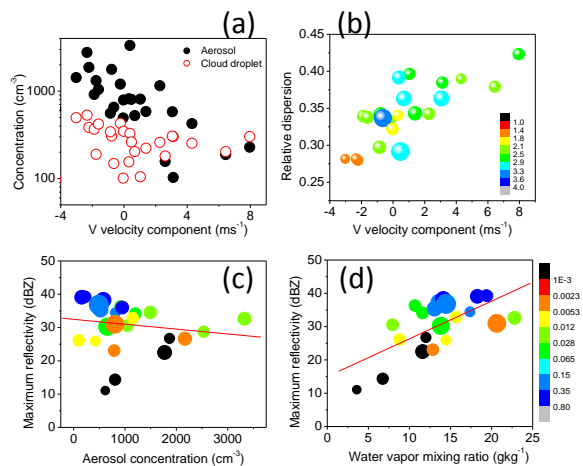 (a)
Aerosol
Cloud droplet
Concentration (cm-3)
1000
100
-4 -2 0 2 4 6 8
V velocity component (ms-1)
(b)
Relative dispersion
0.45
0.40
0.35
0.30
0.25
-4 -2 0 2 4 6 8
V velocity component (ms-1)
1.0
1.4
1.8
2.1
2.5
2.9
3.3
3.6
4.0
(c)
Maximum reflectivity (dBZ)
50
40
30
20
10
0
0 1000 2000 3000
Aerosol concentration (cm-3)
(d)
Maximum reflectivity (dBZ)
50
40
30
20
10
0
0 5 10 15 20 25
Water vapor mixing ratio (gkg-1)
1E-3
0.0023
0.0053
0.012
0.028
0.065
0.15
0.35
0.80